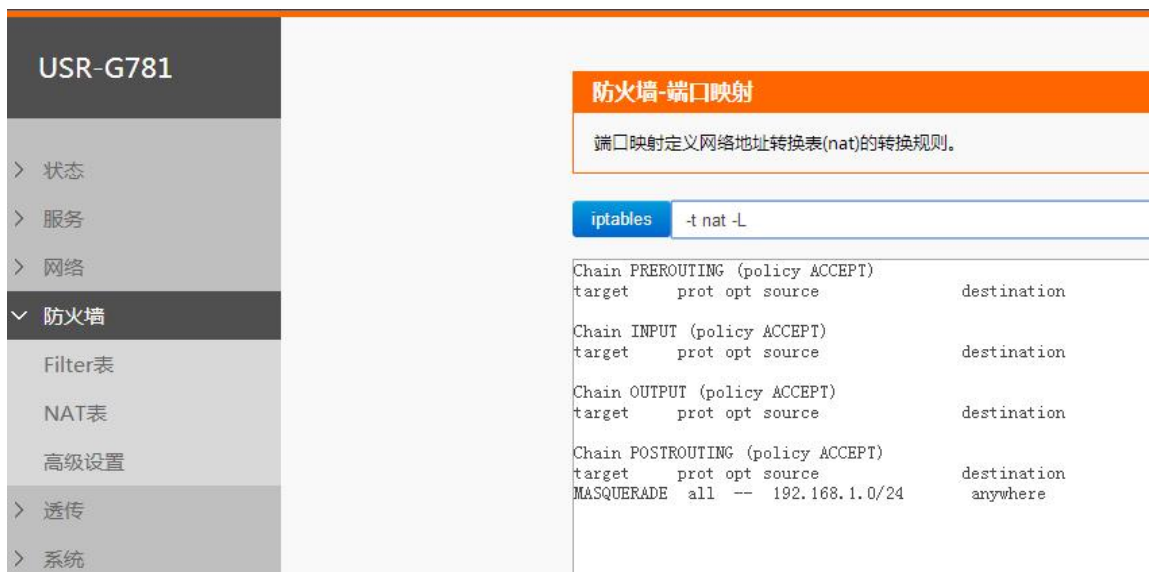 USR-G781
状态
服务
网络
防火墙
Filter表
NAT表
高级设置
透传
系统
防火墙-端口映射
端口映射定义网络地址转换表(nat)的转换规则。
iptables -t nat -L
Chain PREROUTING (policy ACCEPT)
target prot opt source destination
Chain INPUT (policy ACCEPT)
target prot opt source destination
Chain OUTPUT (policy ACCEPT)
target prot opt source destination
Chain POSTROUTING (policy ACCEPT)
target prot opt source destination
MASQUERADE all -- 192.168.1.0/24 anywhere